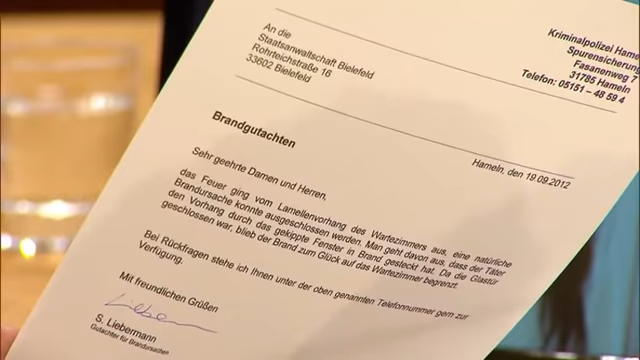 An die
Staatsanwaltschaft Bielefeld
Rohrteichstraße 16
33602 Bielefeld
Kriminalpolizei Hame
Spurensicherung
Fasanenweg 7
31785 Hameln
Telefon: 05151 – 48 59 4
Brandgutachten
Hameln, den 19.09.2012
Sehr geehrte Damen und Herren,
das Feuer ging vom Lamellenvorhang des Wartezimmers aus, eine natürliche
Brandursache konnte ausgeschlossen werden. Man geht davon aus, dass der Täter
den Vorhang durch das gekippte Fenster in Brand gesteckt hat. Da die Glastür
geschlossen war, blieb der Brand zum Glück auf das Wartezimmer begrenzt.
Bei Rückfragen stehe ich Ihnen unter der oben genannten Telefonnummer gern zur
Verfügung.
Mit freundlichen Grüßen
Liebermann
S. Liebermann
Gutachter für Brandursachen